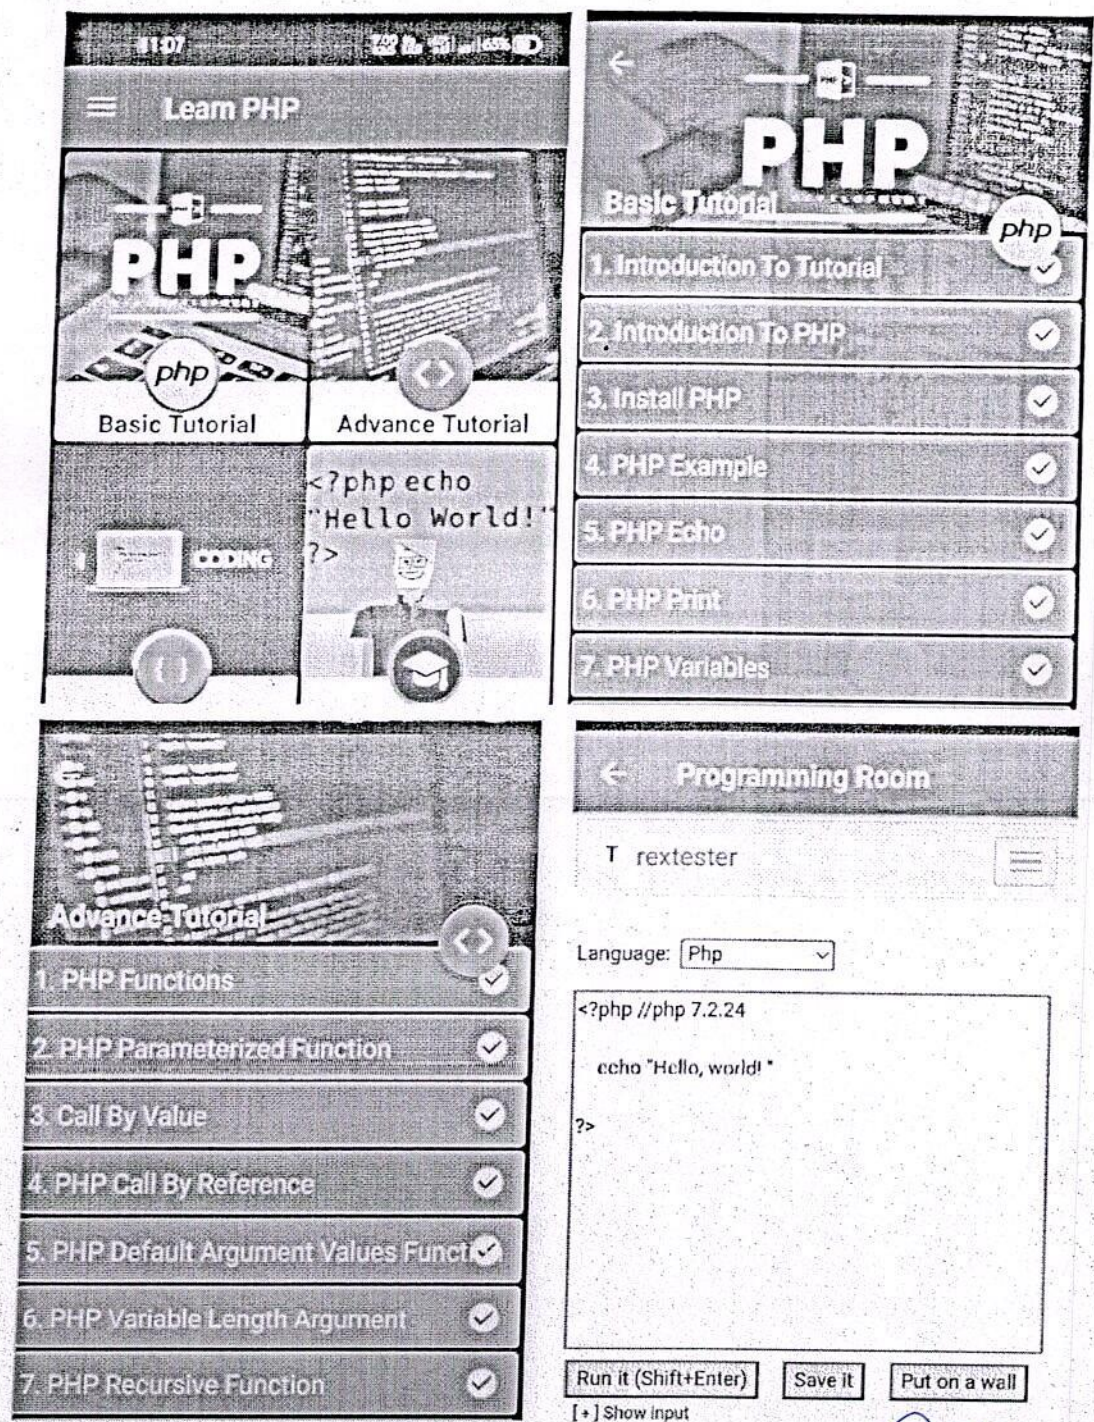 11:07
65%
Learn PHP
PHP
php
Basic Tutorial
Advance Tutorial
CODING
{ }
<?php echo
"Hello World!"
?>
PHP
Basic Tutorial
php
1. Introduction To Tutorial
2. Introduction To PHP
3. Install PHP
4. PHP Example
5. PHP Echo
6. PHP Print
7. PHP Variables
Advance Tutorial
1. PHP Functions
2. PHP Parameterized Function
3. Call By Value
4. PHP Call By Reference
5. PHP Default Argument Values Functi
6. PHP Variable Length Argument
7. PHP Recursive Function
Programming Room
T rextester
Language: Php
<?php //php 7.2.24
echo "Hello, world! "
?>
Run it (Shift+Enter) Save it Put on a wall
[+] Show input